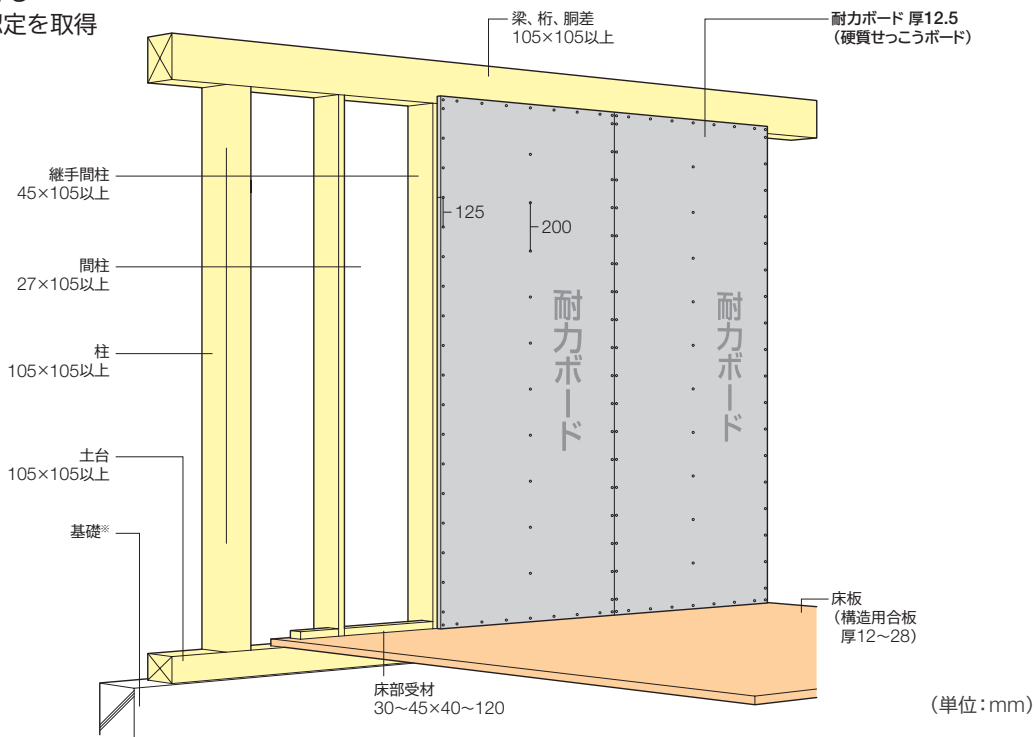 認定を取得
梁、桁、胴差
105×105以上
耐力ボード 厚12.5
（硬質せっこうボード）
継手間柱
45×105以上
125
200
間柱
27×105以上
耐力ボード
耐力ボード
柱
105×105以上
土台
105×105以上
基礎※
床板
（構造用合板
厚12～28）
床部受材
30～45×40～120
（単位：mm）